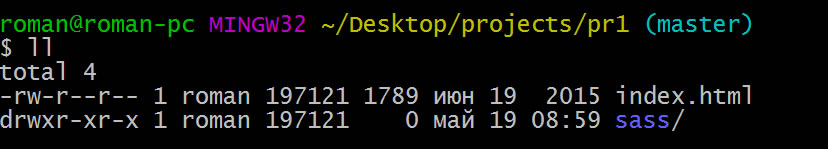 roman@roman-pc MINGW32 ~/Desktop/projects/pr1 (master)
$ ll
total 4
-rw-r--r-- 1 roman 197121 1789 июн 19  2015 index.html
drwxr-xr-x 1 roman 197121    0 май 19 08:59 sass/